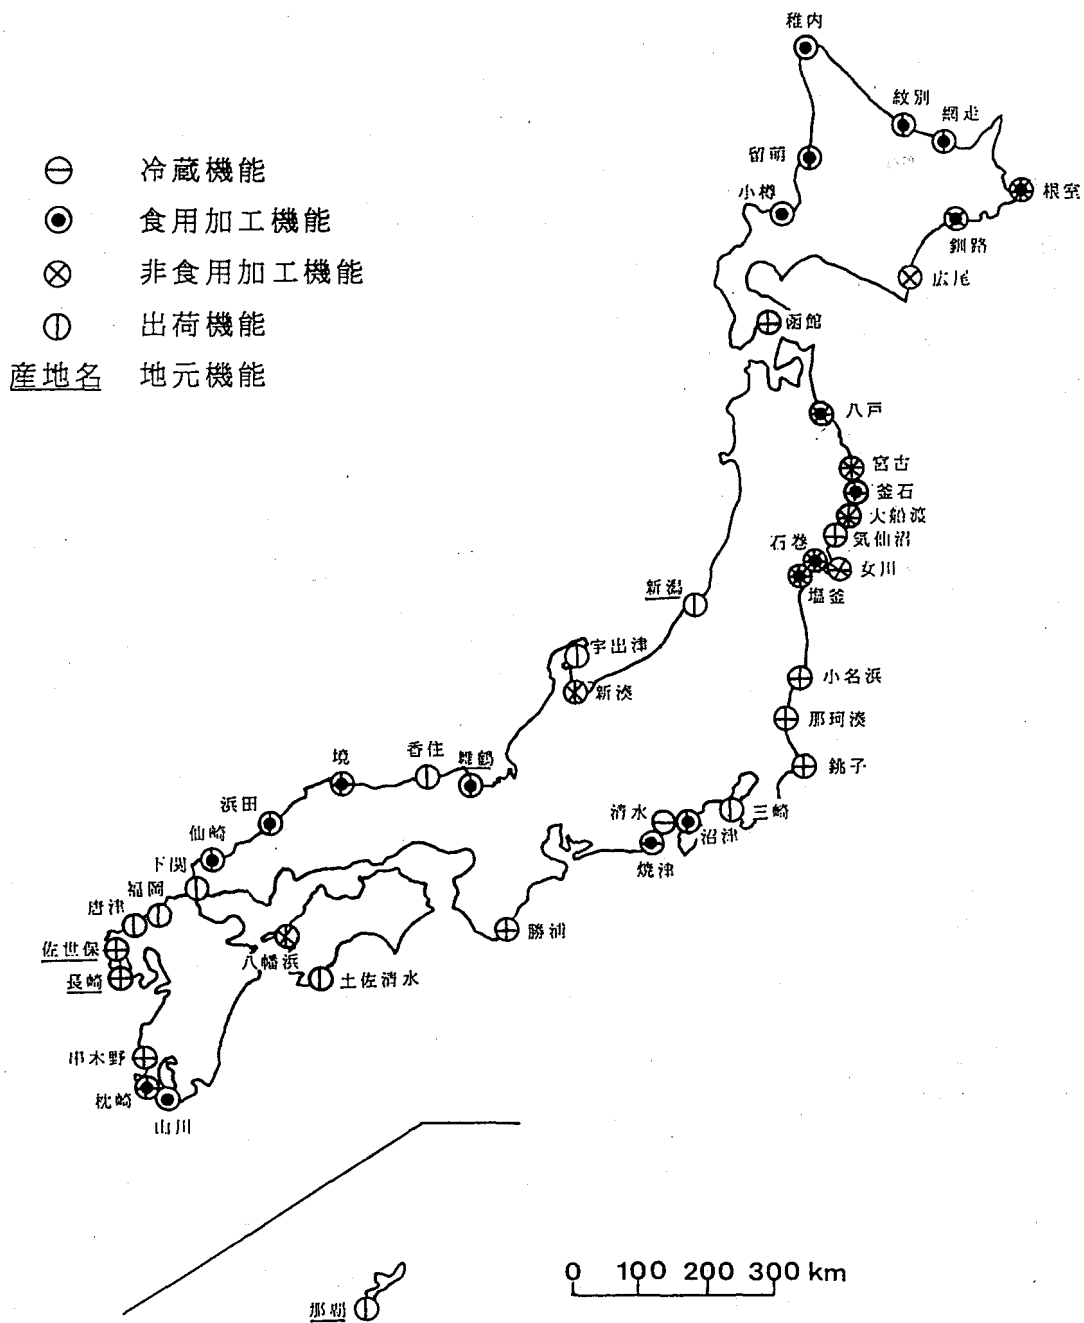 冷蔵機能
食用加工機能
非食用加工機能
出荷機能
産地名 地元機能
稚内
紋別
網走
留萌
小樽
根室
釧路
広尾
函館
八戸
宮古
釜石
大船渡
気仙沼
石巻
女川
塩釜
新潟
宇出津
新湊
小名浜
那珂湊
銚子
香住
舞鶴
境
浜田
仙崎
下関
福岡
唐津
佐世保
長崎
清水
三崎
沼津
焼津
勝浦
八幡浜
土佐清水
串木野
枕崎
山川
那覇
0 100 200 300 km